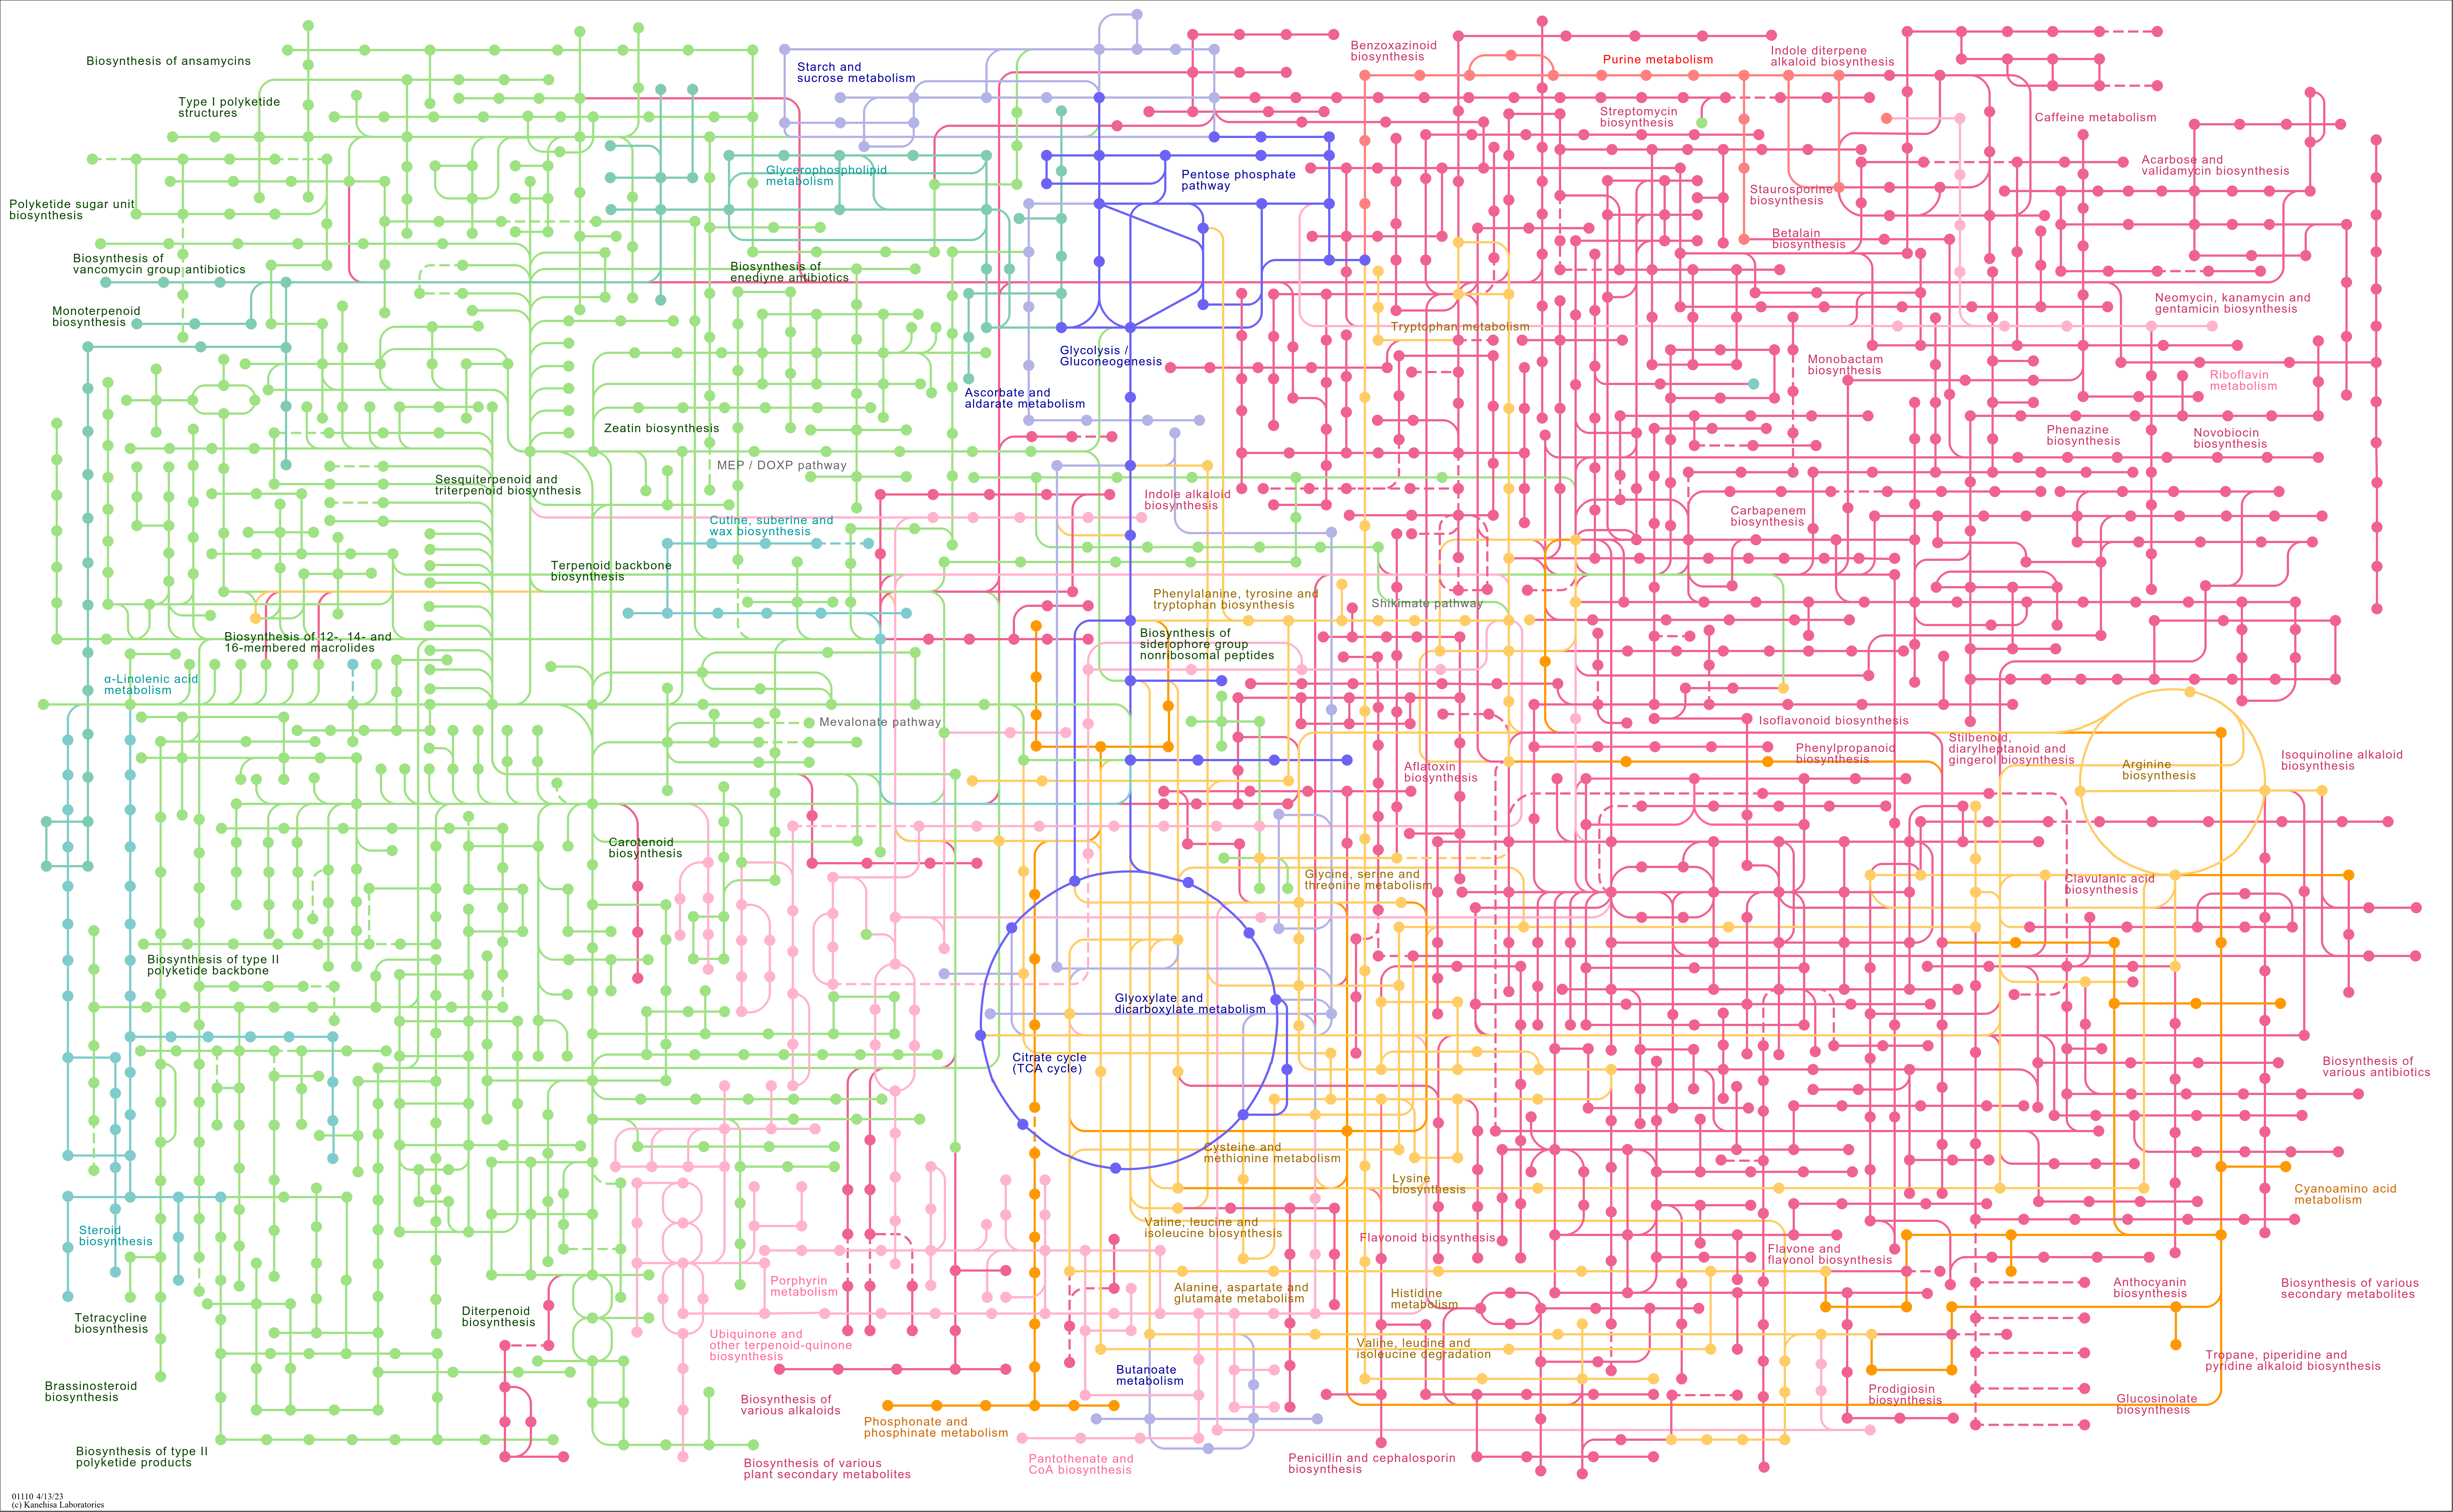 Biosynthesis of ansamycins
Type I polyketide
structures
Polyketide sugar unit
biosynthesis
Biosynthesis of
vancomycin group antibiotics
Monoterpenoid
biosynthesis
Starch and
sucrose metabolism
Glycerophospholipid
metabolism
Biosynthesis of
enediyne antibiotics
Pentose phosphate
pathway
Glycolysis /
Gluconeogenesis
Ascorbate and
aldarate metabolism
Benzoxazinoid
biosynthesis
Purine metabolism
Indole diterpene
alkaloid biosynthesis
Streptomycin
biosynthesis
Caffeine metabolism
Acarbose and
validamycin biosynthesis
Staurosporine
biosynthesis
Betalain
biosynthesis
Neomycin, kanamycin and
gentamicin biosynthesis
Tryptophan metabolism
Monobactam
biosynthesis
Riboflavin
metabolism
Phenazine
biosynthesis
Novobiocin
biosynthesis
Zeatin biosynthesis
MEP / DOXP pathway
Sesquiterpenoid and
triterpenoid biosynthesis
Cutine, suberine and
wax biosynthesis
Indole alkaloid
biosynthesis
Carbapenem
biosynthesis
Terpenoid backbone
biosynthesis
Phenylalanine, tyrosine and
tryptophan biosynthesis
Shikimate pathway
Biosynthesis of 12-, 14- and
16-membered macrolides
Biosynthesis of
siderophore group
nonribosomal peptides
α-Linolenic acid
metabolism
Mevalonate pathway
Isoflavonoid biosynthesis
Phenylpropanoid
biosynthesis
Stilbenoid,
diarylheptanoid and
gingerol biosynthesis
Arginine
biosynthesis
Isoquinoline alkaloid
biosynthesis
Aflatoxin
biosynthesis
Carotenoid
biosynthesis
Glycine, serine and
threonine metabolism
Clavulanic acid
biosynthesis
Biosynthesis of type II
polyketide backbone
Glyoxylate and
dicarboxylate metabolism
Citrate cycle
(TCA cycle)
Biosynthesis of
various antibiotics
Cysteine and
methionine metabolism
Lysine
biosynthesis
Cyanoamino acid
metabolism
Steroid
biosynthesis
Valine, leucine and
isoleucine biosynthesis
Flavonoid biosynthesis
Flavone and
flavonol biosynthesis
Porphyrin
metabolism
Alanine, aspartate and
glutamate metabolism
Histidine
metabolism
Anthocyanin
biosynthesis
Biosynthesis of various
secondary metabolites
Tetracycline
biosynthesis
Diterpenoid
biosynthesis
Ubiquinone and
other terpenoid-quinone
biosynthesis
Valine, leucine and
isoleucine degradation
Tropane, piperidine and
pyridine alkaloid biosynthesis
Butanoate
metabolism
Brassinosteroid
biosynthesis
Biosynthesis of
various alkaloids
Prodigiosin
biosynthesis
Glucosinolate
biosynthesis
Phosphonate and
phosphinate metabolism
Biosynthesis of type II
polyketide products
Biosynthesis of various
plant secondary metabolites
Pantothenate and
CoA biosynthesis
Penicillin and cephalosporin
biosynthesis
01110 4/13/23
(c) Kanehisa Laboratories